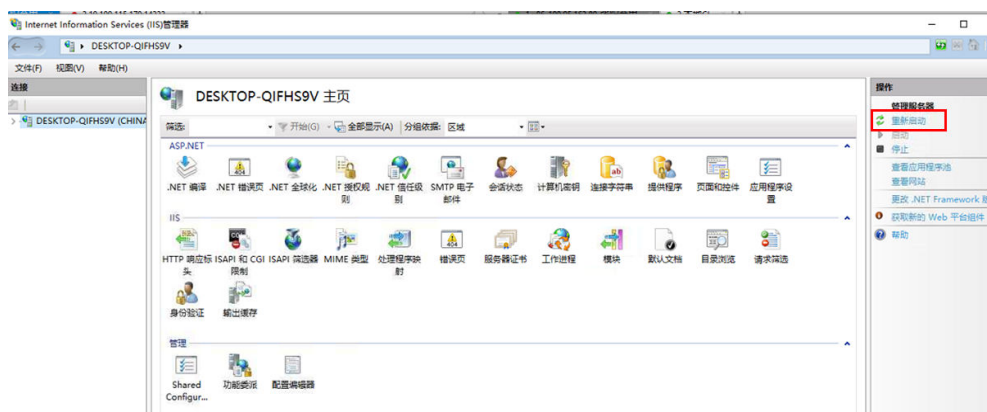 Internet Information Services (IIS)管理器
DESKTOP-QIFHS9V
文件(F) 视图(V) 帮助(H)
连接
DESKTOP-QIFHS9V (CHINA
DESKTOP-QIFHS9V 主页
筛选: 开始(G) 全部显示(A) 分组依据: 区域
ASP.NET
.NET 编译 .NET 错误页 .NET 全球化 .NET 授权规则 .NET 信任级别 SMTP 电子邮件 会话状态 计算机密钥 连接字符串 提供程序 页面和控件 应用程序设置
IIS
HTTP 响应标头 ISAPI 和 CGI 限制 ISAPI 筛选器 MIME 类型 处理程序映射 错误页 服务器证书 工作进程 模块 默认文档 目录浏览 请求筛选
身份验证 输出缓存
管理
Shared Configur... 功能委派 配置编辑器
操作
管理服务器
重新启动
启动
停止
查看应用程序池
查看网站
更改 .NET Framework
获取新的 Web 平台组件
帮助